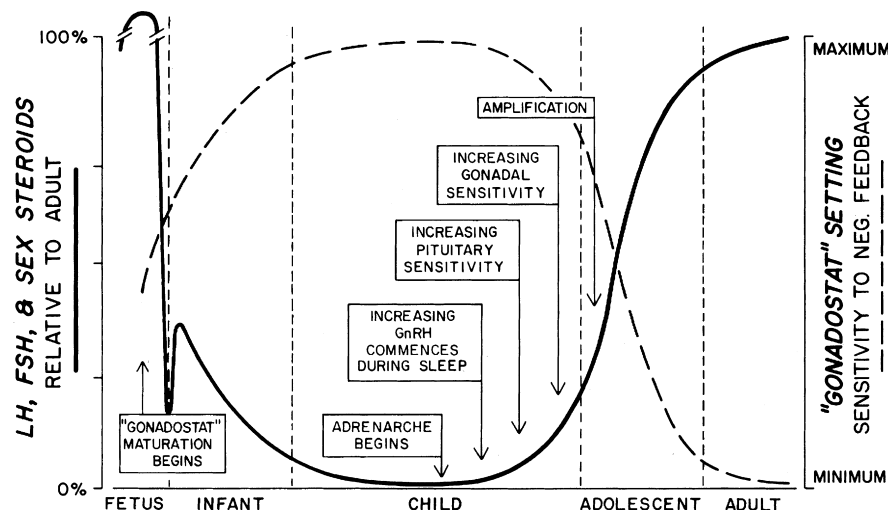 LH, FSH, & SEX STEROIDS
RELATIVE TO ADULT
100%
0%
"GONADOSTAT"
MATURATION
BEGINS
ADRENARCHE
BEGINS
INCREASING
GnRH
COMMENCES
DURING SLEEP
INCREASING
PITUITARY
SENSITIVITY
INCREASING
GONADAL
SENSITIVITY
AMPLIFICATION
MAXIMUM
MINIMUM
"GONADOSTAT" SETTING
SENSITIVITY TO NEG. FEEDBACK
FETUS
INFANT
CHILD
ADOLESCENT
ADULT